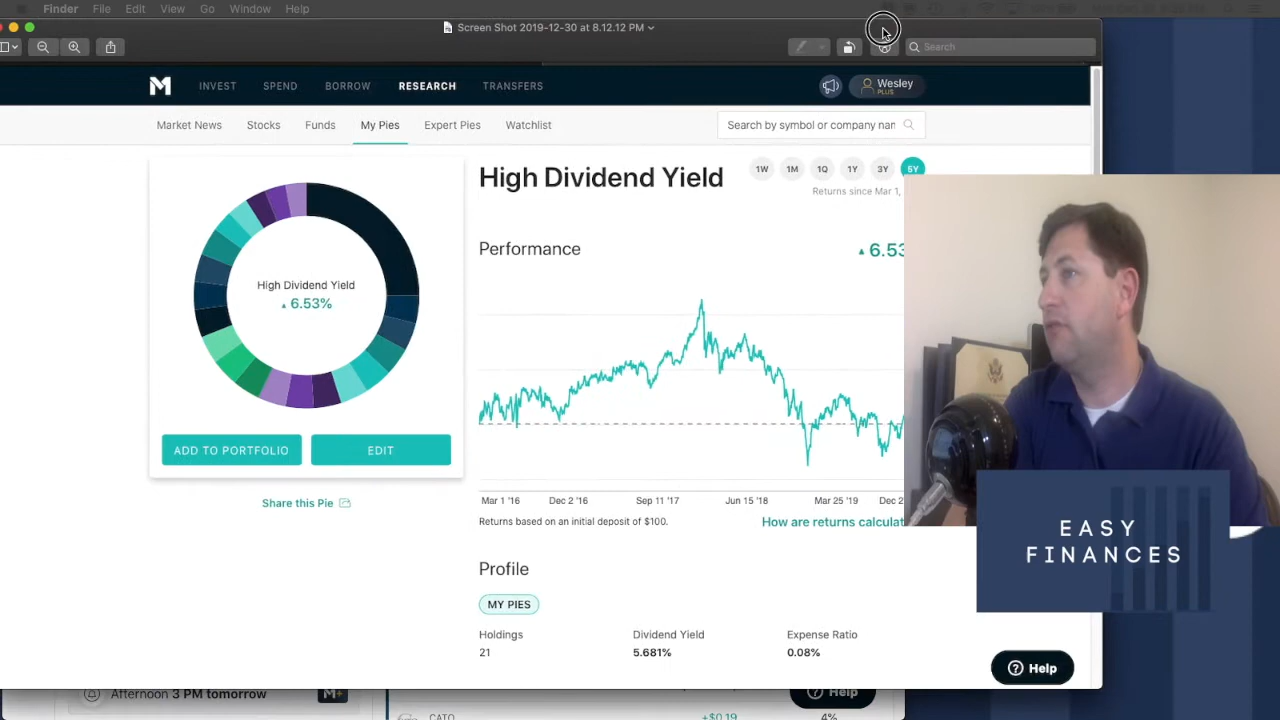 Finder File Edit View Go Window Help
Screen Shot 2019-12-30 at 8.12.12 PM
Search
INVEST SPEND BORROW RESEARCH TRANSFERS
Wesley
PLUS
Market News Stocks Funds My Pies Expert Pies Watchlist
Search by symbol or company nam
High Dividend Yield
1W 1M 1Q 1Y 3Y 5Y
Returns since Mar 1,
Performance
6.53
High Dividend Yield
6.53%
ADD TO PORTFOLIO EDIT
Share this Pie
Mar 1 '16 Dec 2 '16 Sep 11 '17 Jun 15 '18 Mar 25 '19 Dec 2
Returns based on an initial deposit of $100.
How are returns calculat
Profile
MY PIES
Holdings Dividend Yield Expense Ratio
21 5.681% 0.08%
EASY
FINANCES
Help
Afternoon 3 PM tomorrow
M+
Help
CATO +$0.19 4%